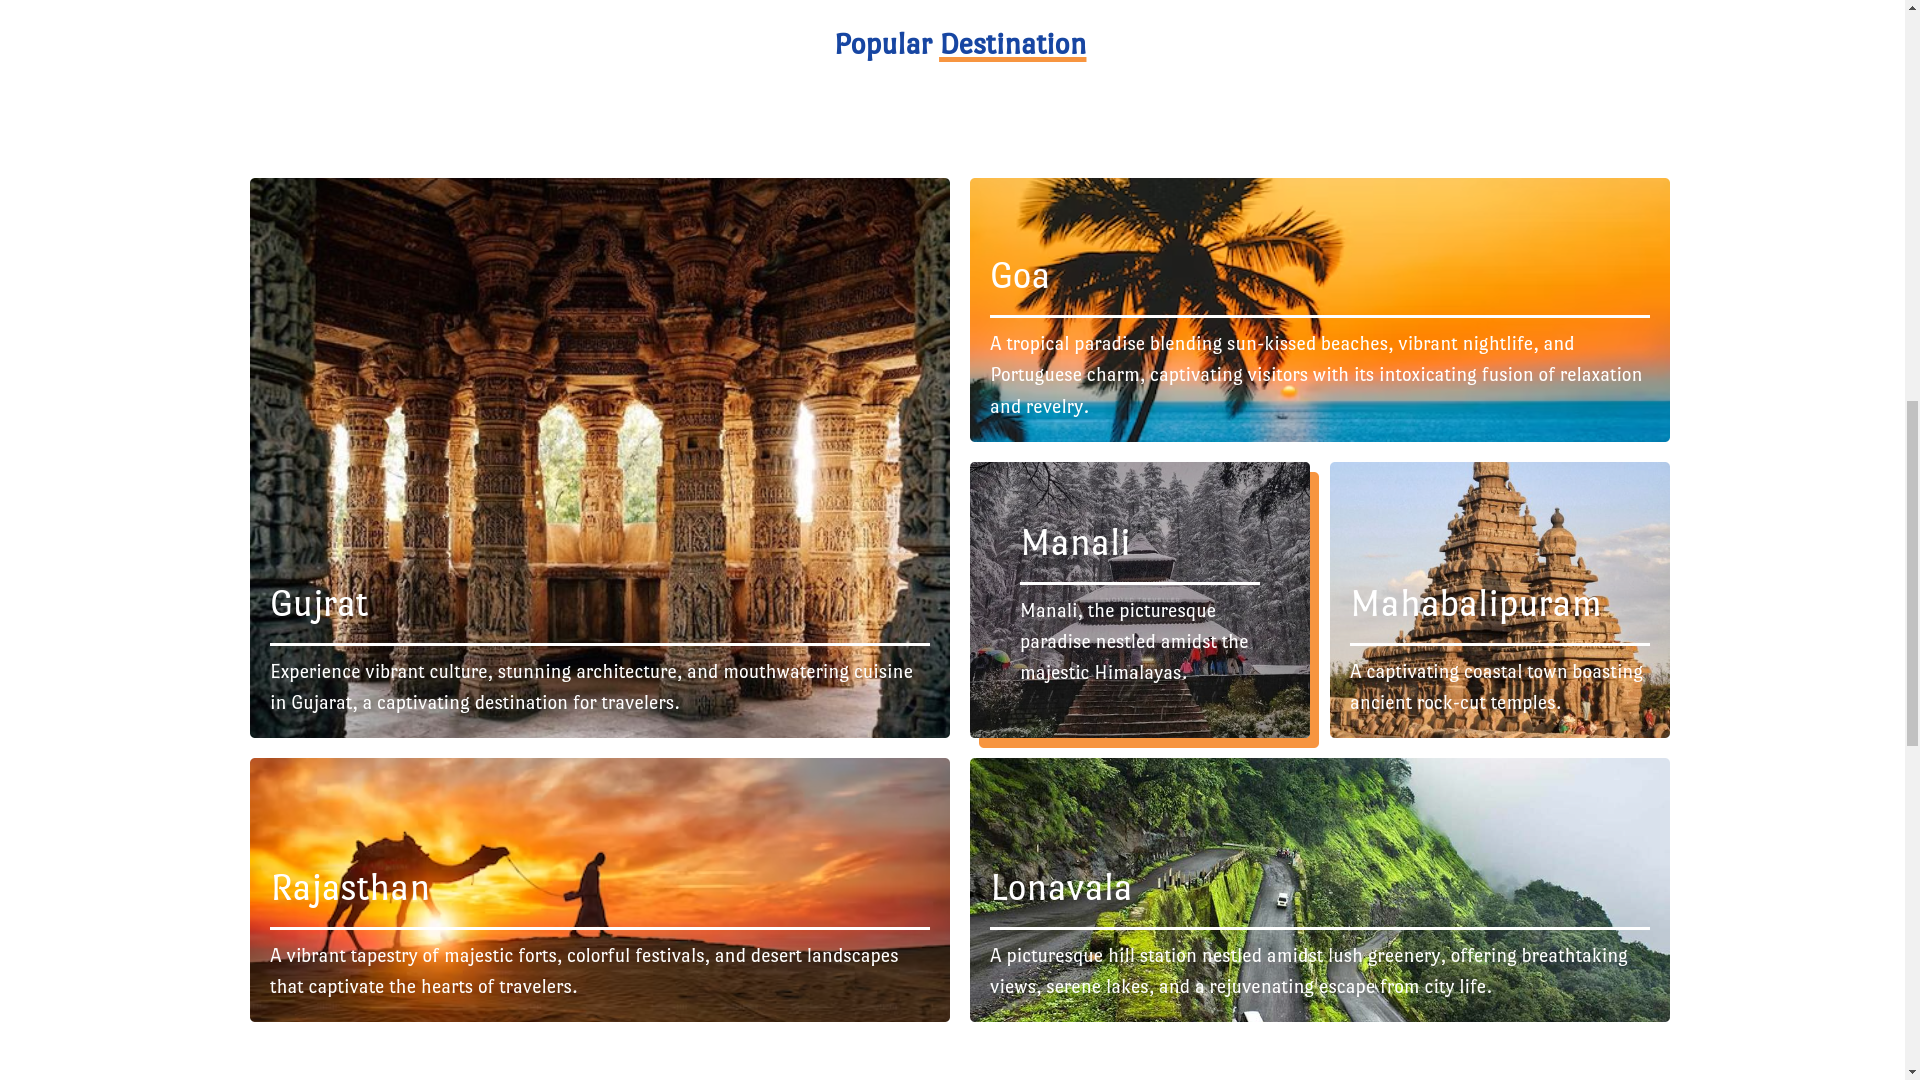 Popular Destination
Gujrat
Experience vibrant culture, stunning architecture, and mouthwatering cuisine
in Gujarat, a captivating destination for travelers.
Goa
A tropical paradise blending sun-kissed beaches, vibrant nightlife, and
Portuguese charm, captivating visitors with its intoxicating fusion of relaxation
and revelry.
Manali
Manali, the picturesque
paradise nestled amidst the
majestic Himalayas.
Mahabalipuram
A captivating coastal town boasting
ancient rock-cut temples.
Rajasthan
A vibrant tapestry of majestic forts, colorful festivals, and desert landscapes
that captivate the hearts of travelers.
Lonavala
A picturesque hill station nestled amidst lush greenery, offering breathtaking
views, serene lakes, and a rejuvenating escape from city life.